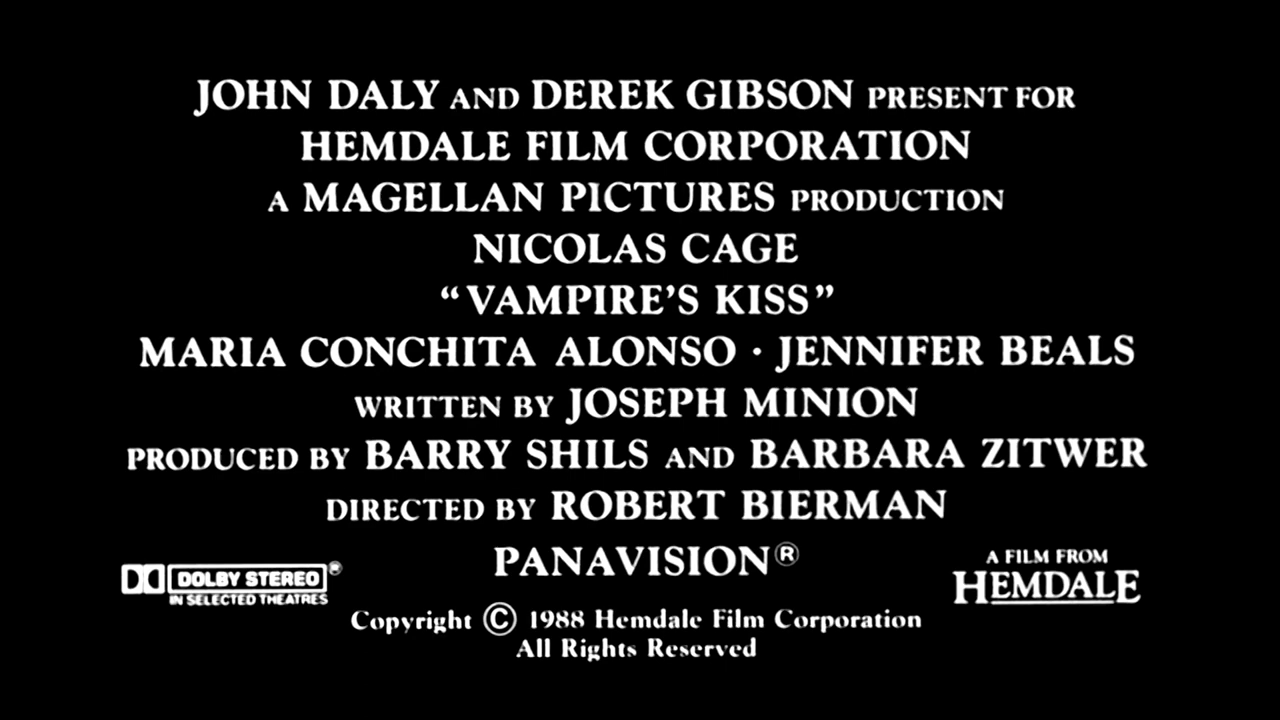 JOHN DALY AND DEREK GIBSON PRESENT FOR
HEMDALE FILM CORPORATION
A MAGELLAN PICTURES PRODUCTION
NICOLAS CAGE
“VAMPIRE’S KISS”
MARIA CONCHITA ALONSO · JENNIFER BEALS
WRITTEN BY JOSEPH MINION
PRODUCED BY BARRY SHILS AND BARBARA ZITWER
DIRECTED BY ROBERT BIERMAN
PANAVISION®
DOLBY STEREO®
IN SELECTED THEATRES
A FILM FROM
HEMDALE
Copyright © 1988 Hemdale Film Corporation
All Rights Reserved